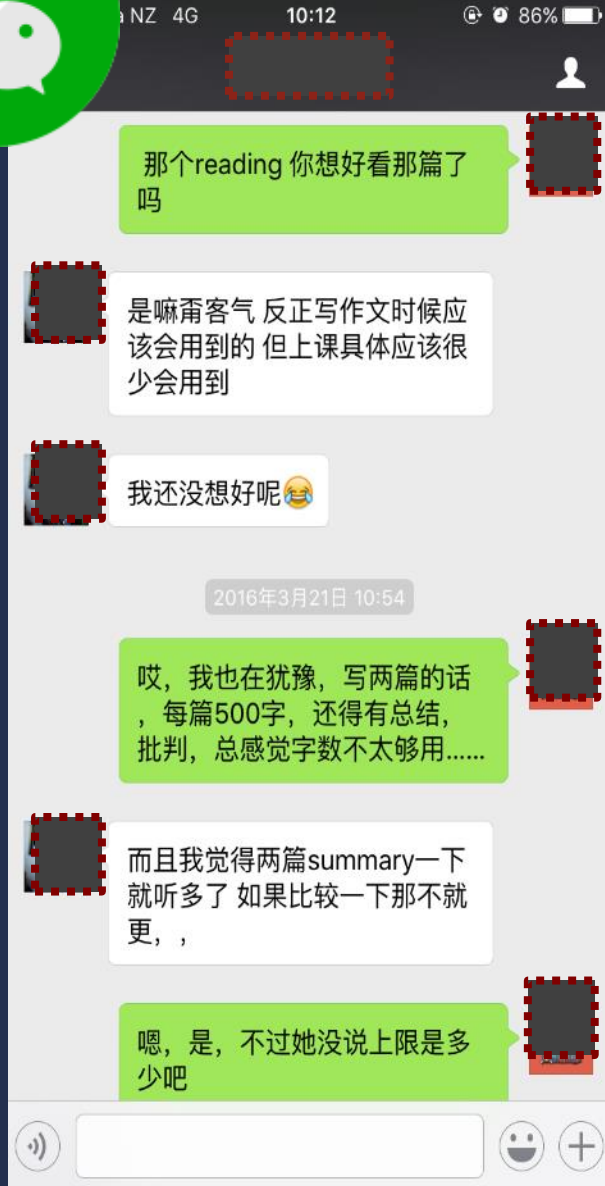 NZ 4G 10:12 86%
那个reading 你想好看那篇了
吗
是嘛甭客气 反正写作文时候应
该会用到的 但上课具体应该很
少会用到
我还没想好呢😂
2016年3月21日 10:54
哎，我也在犹豫，写两篇的话
，每篇500字，还得有总结，
批判，总感觉字数不太够用……
而且我觉得两篇summary一下
就听多了 如果比较一下那不就
更，，
嗯，是，不过她没说上限是多
少吧